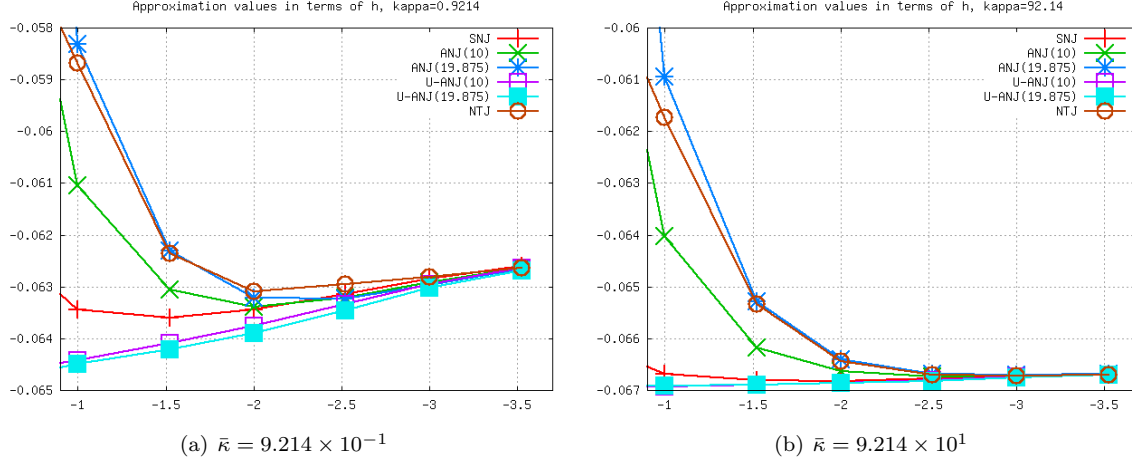 Approximation values in terms of h, kappa=0.9214
-0.058
-0.059
-0.06
-0.061
-0.062
-0.063
-0.064
-0.065
-1
-1.5
-2
-2.5
-3
-3.5
SNJ
ANJ(10)
ANJ(19.875)
U-ANJ(10)
U-ANJ(19.875)
NTJ
(a) κ̄ = 9.214 × 10⁻¹
Approximation values in terms of h, kappa=92.14
-0.06
-0.061
-0.062
-0.063
-0.064
-0.065
-0.066
-0.067
-1
-1.5
-2
-2.5
-3
-3.5
SNJ
ANJ(10)
ANJ(19.875)
U-ANJ(10)
U-ANJ(19.875)
NTJ
(b) κ̄ = 9.214 × 10¹